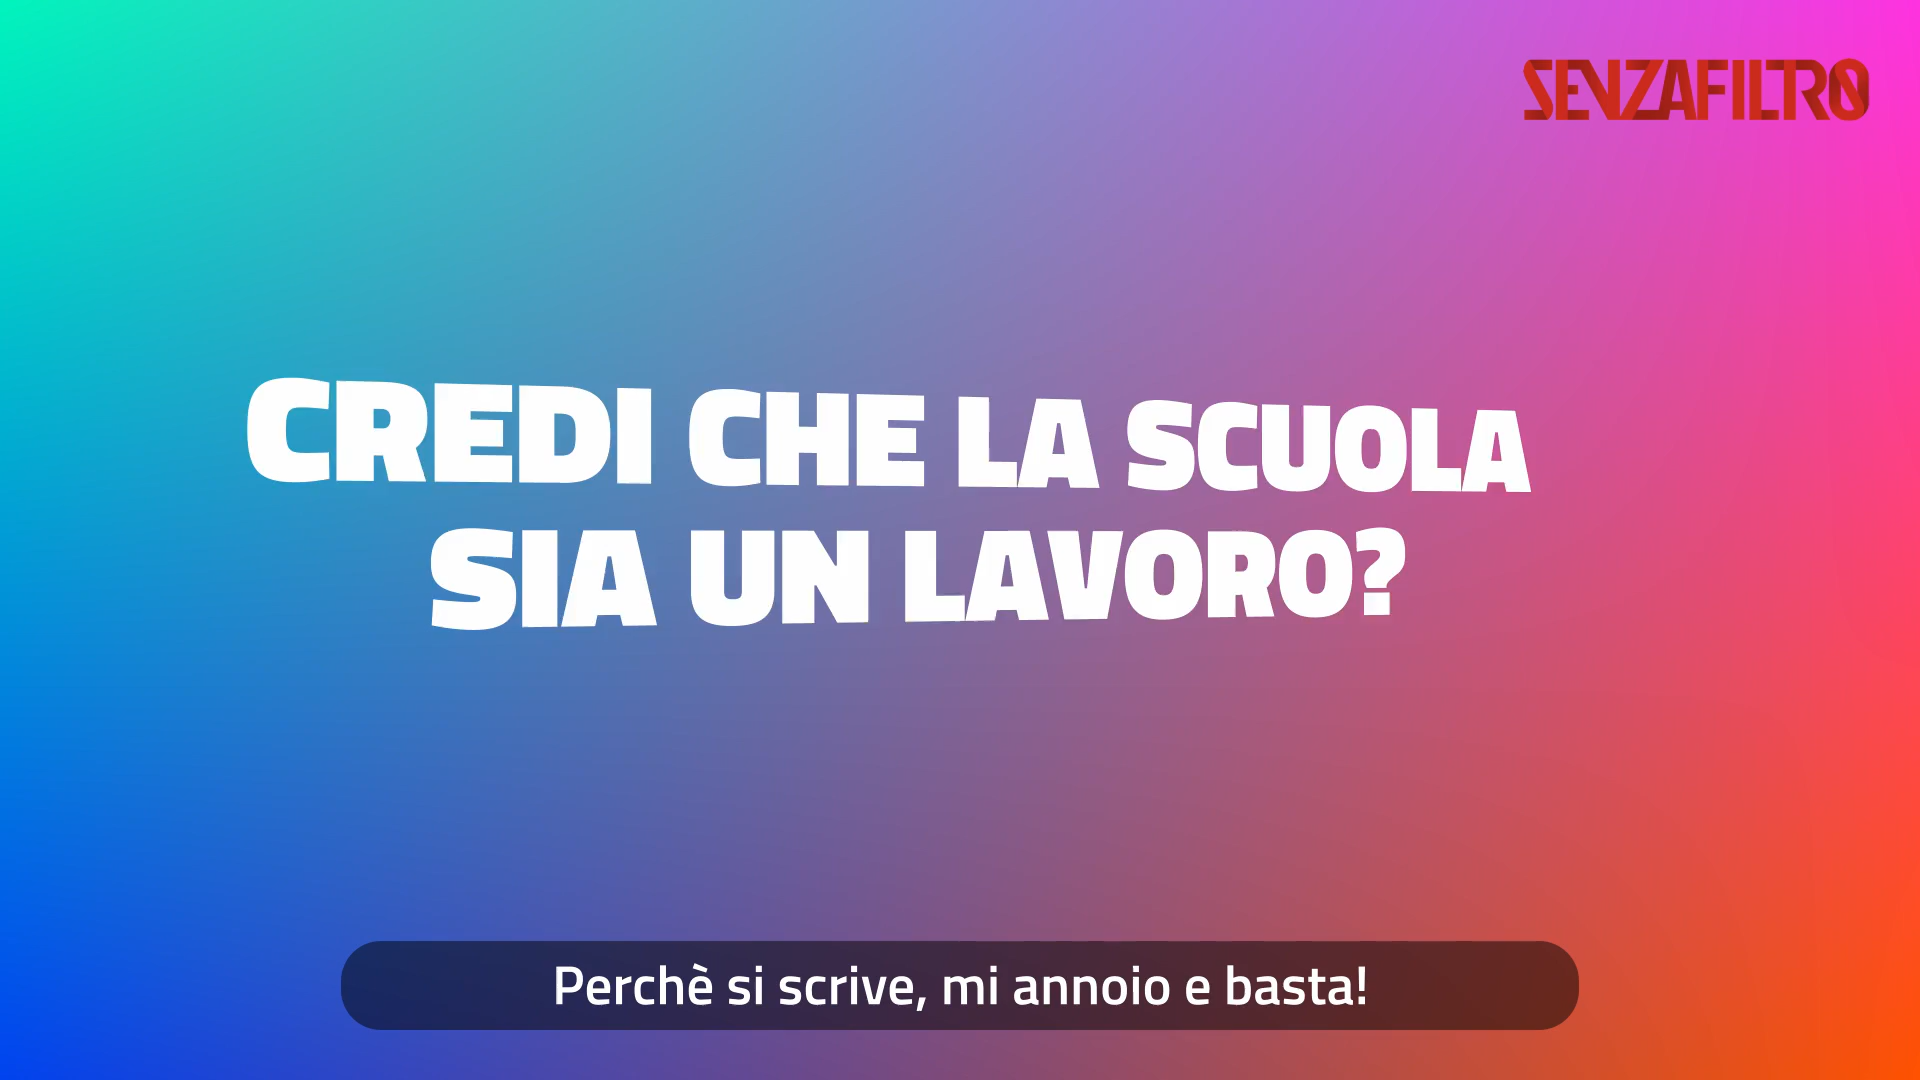 SENZAFILTRO
CREDI CHE LA SCUOLA
SIA UN LAVORO?
Perchè si scrive, mi annoio e basta!